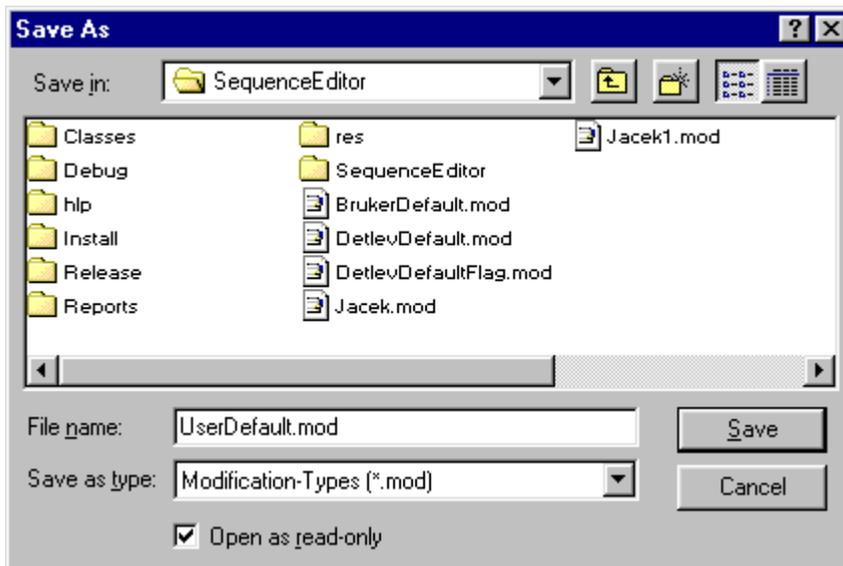 Save As
Save in: SequenceEditor
Classes
Debug
hlp
Install
Release
Reports
res
SequenceEditor
BrukerDefault.mod
DetlevDefault.mod
DetlevDefaultFlag.mod
Jacek.mod
Jacek1.mod
File name: UserDefault.mod
Save
Save as type: Modification-Types (*.mod)
Cancel
Open as read-only